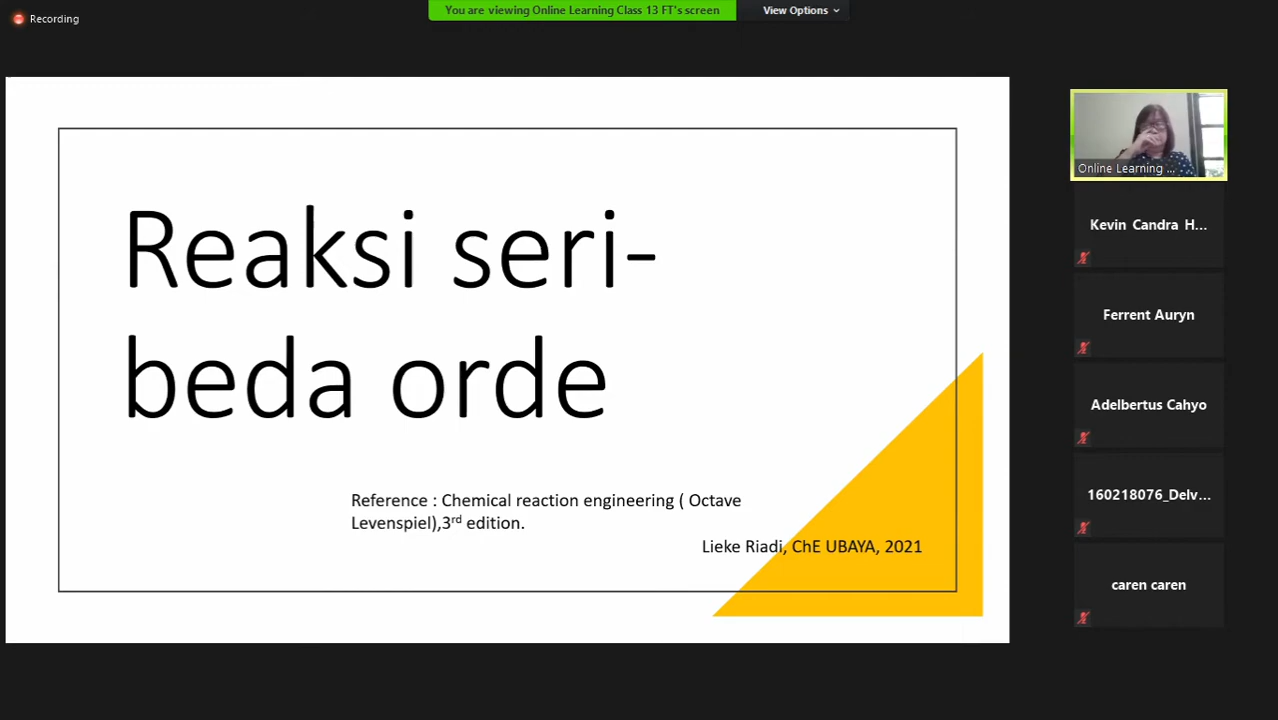 Recording
You are viewing Online Learning Class 13 FT's screen
View Options
Reaksi seri-
beda orde
Reference : Chemical reaction engineering ( Octave
Levenspiel),3rd edition.
Lieke Riadi, ChE UBAYA, 2021
Online Learning ...
Kevin Candra H...
Ferrent Auryn
Adelbertus Cahyo
160218076_Delv...
caren caren